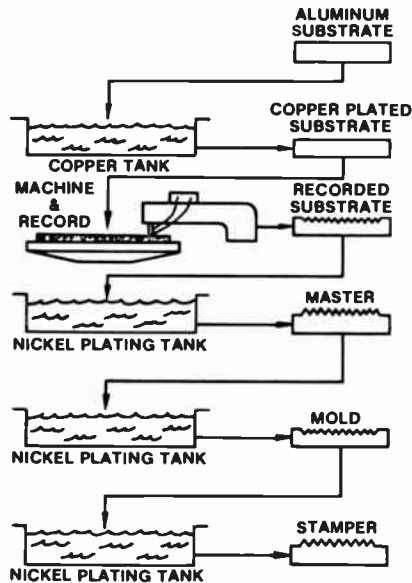 ALUMINUM
SUBSTRATE
COPPER PLATED
SUBSTRATE
COPPER TANK
MACHINE
&
RECORD
RECORDED
SUBSTRATE
MASTER
NICKEL PLATING TANK
MOLD
NICKEL PLATING TANK
STAMPER
NICKEL PLATING TANK